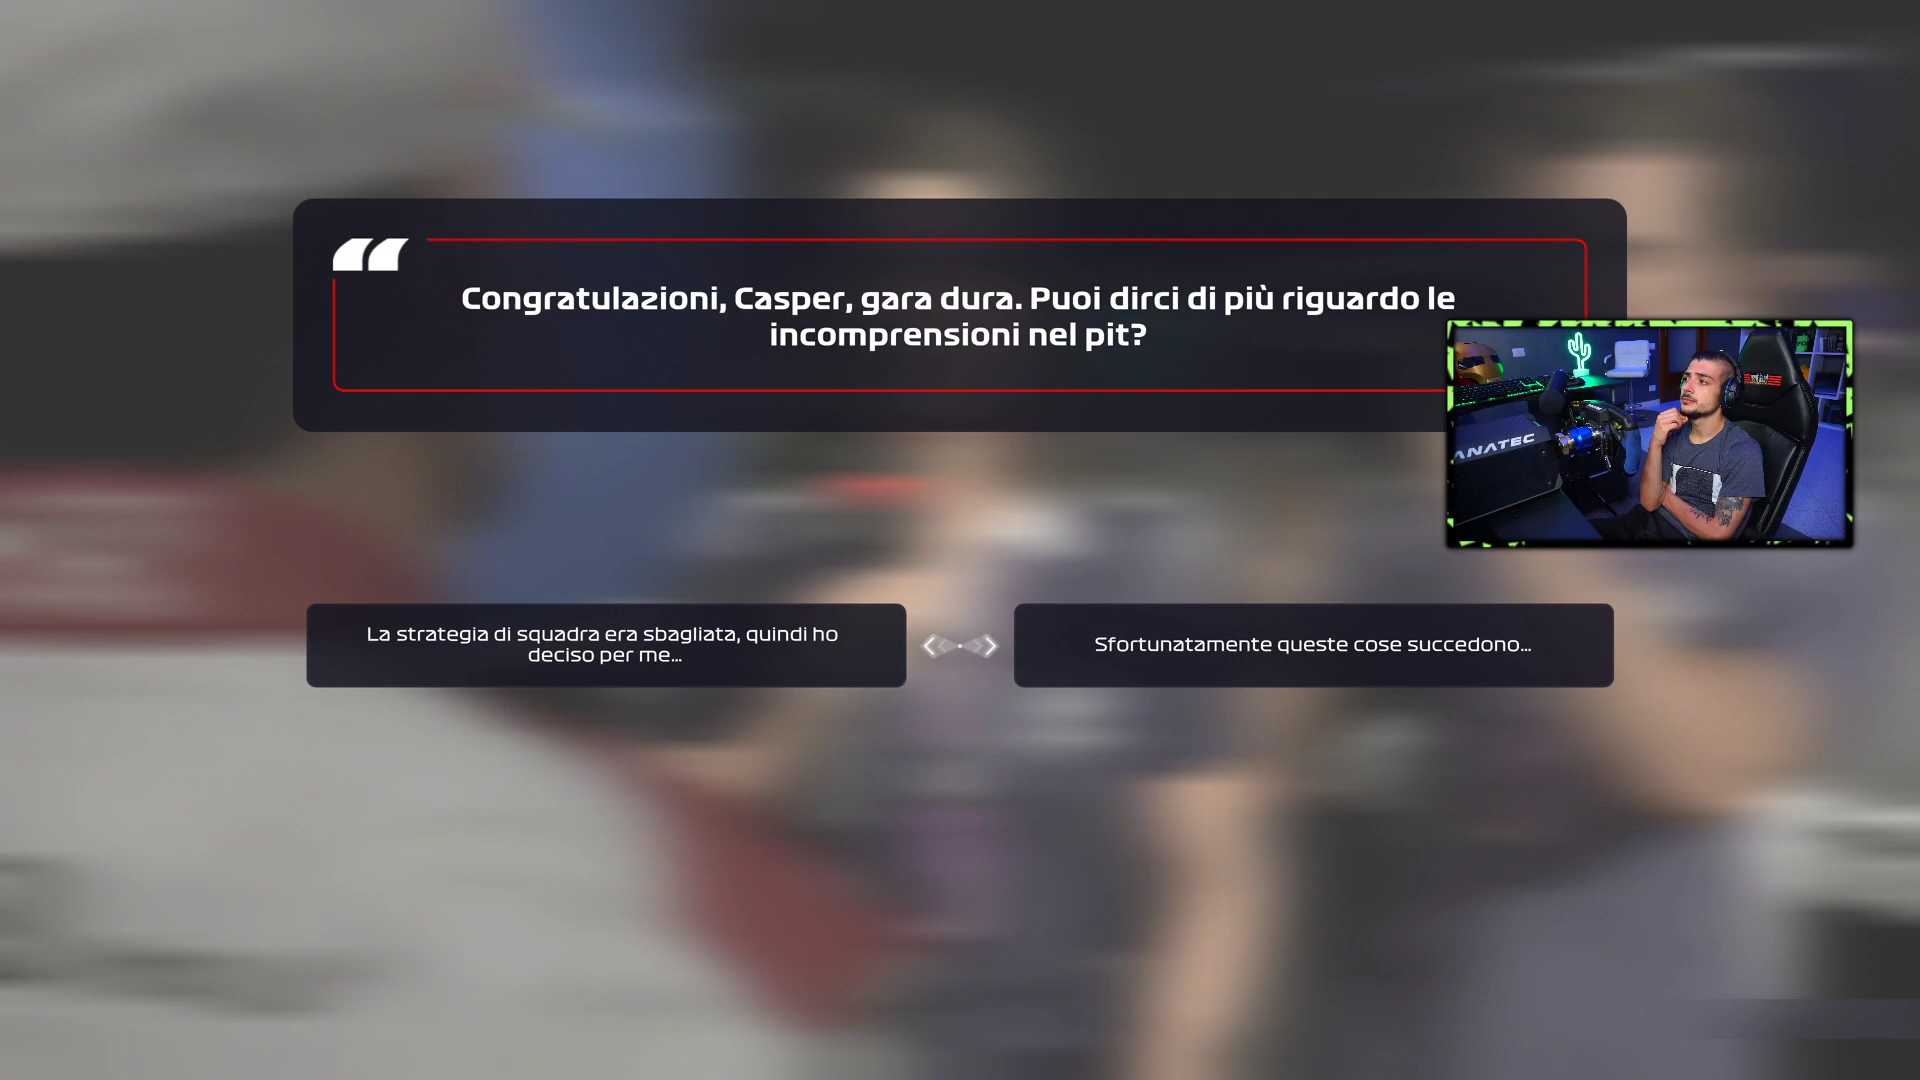 Congratulazioni, Casper, gara dura. Puoi dirci di più riguardo le
incomprensioni nel pit?
ANATEC
La strategia di squadra era sbagliata, quindi ho
deciso per me...
Sfortunatamente queste cose succedono...